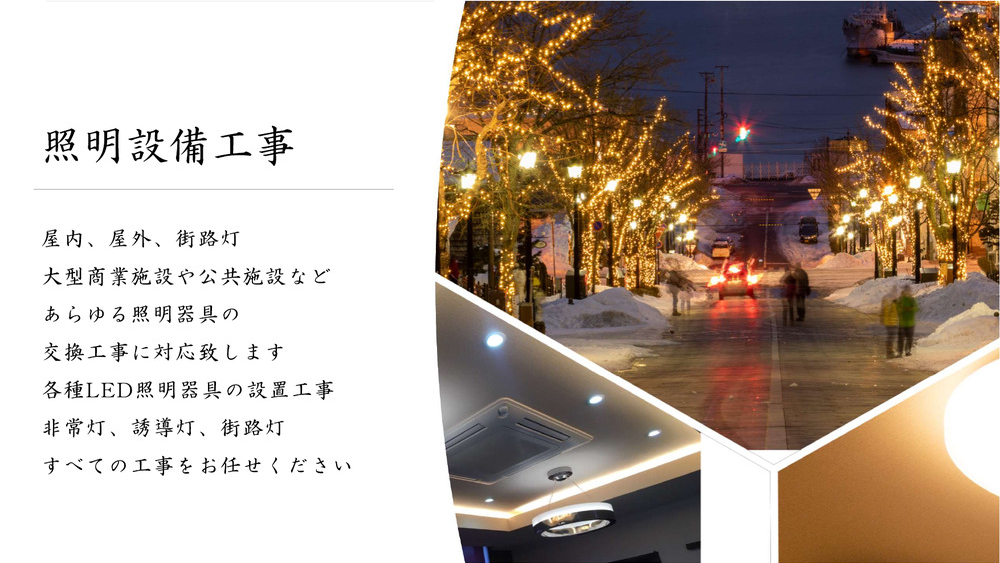 照明設備工事
屋内、屋外、街路灯
大型商業施設や公共施設など
あらゆる照明器具の
交換工事に対応致します
各種LED照明器具の設置工事
非常灯、誘導灯、街路灯
すべての工事をお任せください